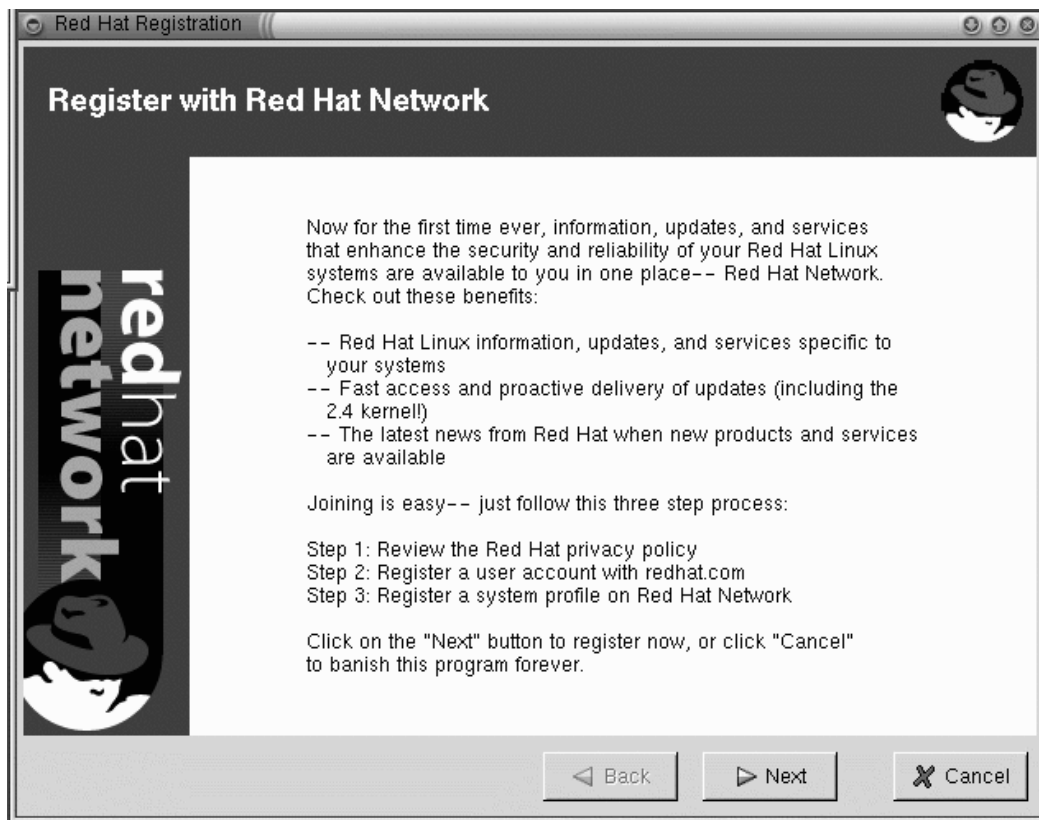 Red Hat Registration
Register with Red Hat Network
redhat
network
Now for the first time ever, information, updates, and services
that enhance the security and reliability of your Red Hat Linux
systems are available to you in one place-- Red Hat Network.
Check out these benefits:
-- Red Hat Linux information, updates, and services specific to
your systems
-- Fast access and proactive delivery of updates (including the
2.4 kernel!)
-- The latest news from Red Hat when new products and services
are available
Joining is easy-- just follow this three step process:
Step 1: Review the Red Hat privacy policy
Step 2: Register a user account with redhat.com
Step 3: Register a system profile on Red Hat Network
Click on the "Next" button to register now, or click "Cancel"
to banish this program forever.
Back
Next
Cancel